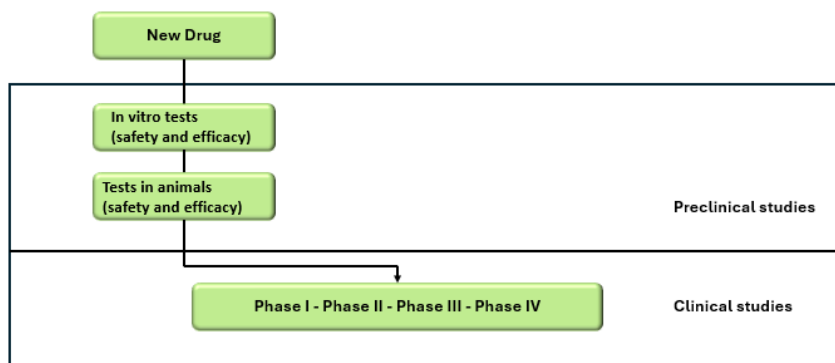 New Drug
In vitro tests
(safety and efficacy)
Tests in animals
(safety and efficacy)
Preclinical studies
Phase I - Phase II - Phase III - Phase IV
Clinical studies